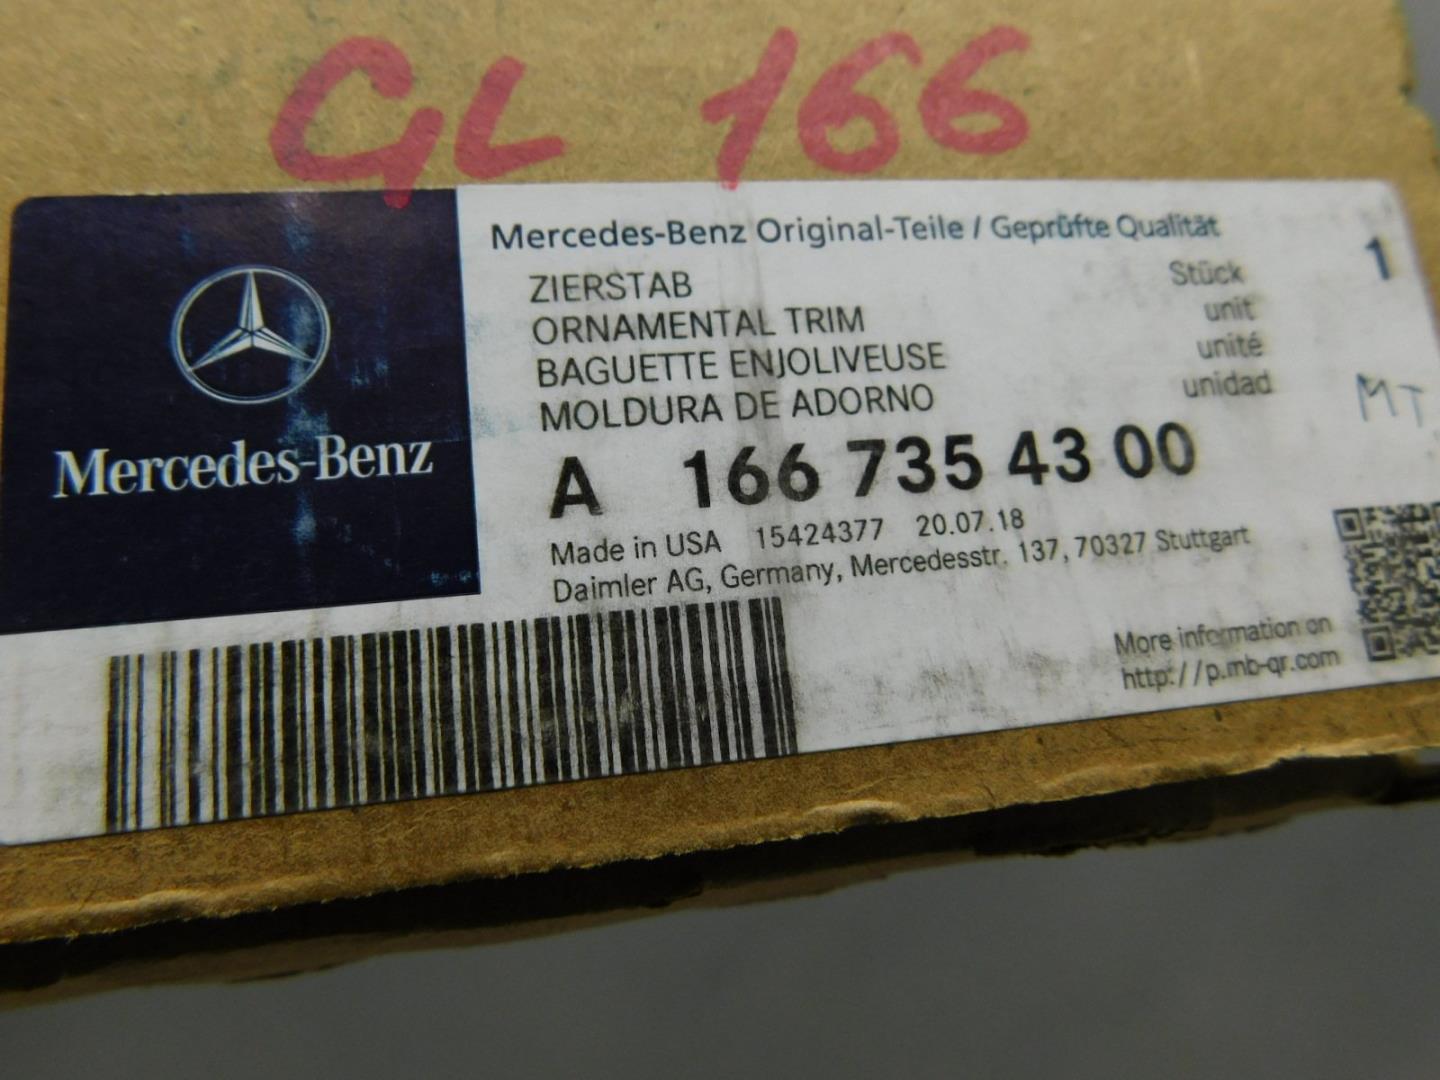 GL 166
Mercedes-Benz
Mercedes-Benz Original-Teile / Geprüfte Qualität
ZIERSTAB Stück 1
ORNAMENTAL TRIM unit
BAGUETTE ENJOLIVEUSE unité
MOLDURA DE ADORNO unidad
MT
A 166 735 43 00
Made in USA 15424377 20.07.18
Daimler AG, Germany, Mercedesstr. 137, 70327 Stuttgart
More information on
http://p.mb-qr.com